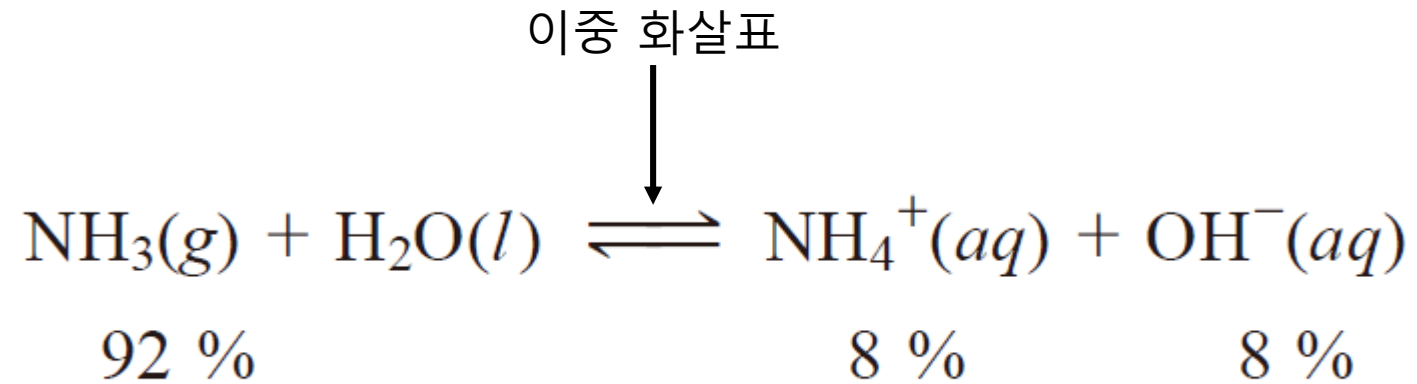 이중 화살표
NH₃(g) + H₂O(l) ⇌ NH₄⁺(aq) + OH⁻(aq)
92 % 8 % 8 %